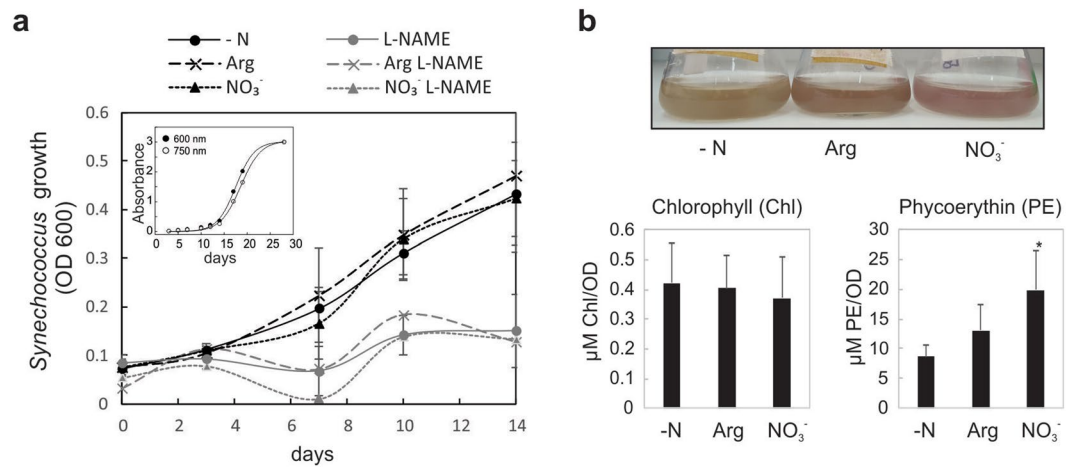 a
- N
L-NAME
Arg
Arg L-NAME
NO₃⁻
NO₃⁻ L-NAME
Synechococcus growth
(OD 600)
0.6
0.5
0.4
0.3
0.2
0.1
0
0 2 4 6 8 10 12 14
days
600 nm
750 nm
Absorbance
3
2
1
0
0 5 10 15 20 25 30
days
b
- N Arg NO₃⁻
Chlorophyll (Chl)
µM Chl/OD
0.6
0.5
0.4
0.3
0.2
0.1
0
-N Arg NO₃⁻
Phycoerythin (PE)
µM PE/OD
30
25
20
15
10
5
0
*
-N Arg NO₃⁻